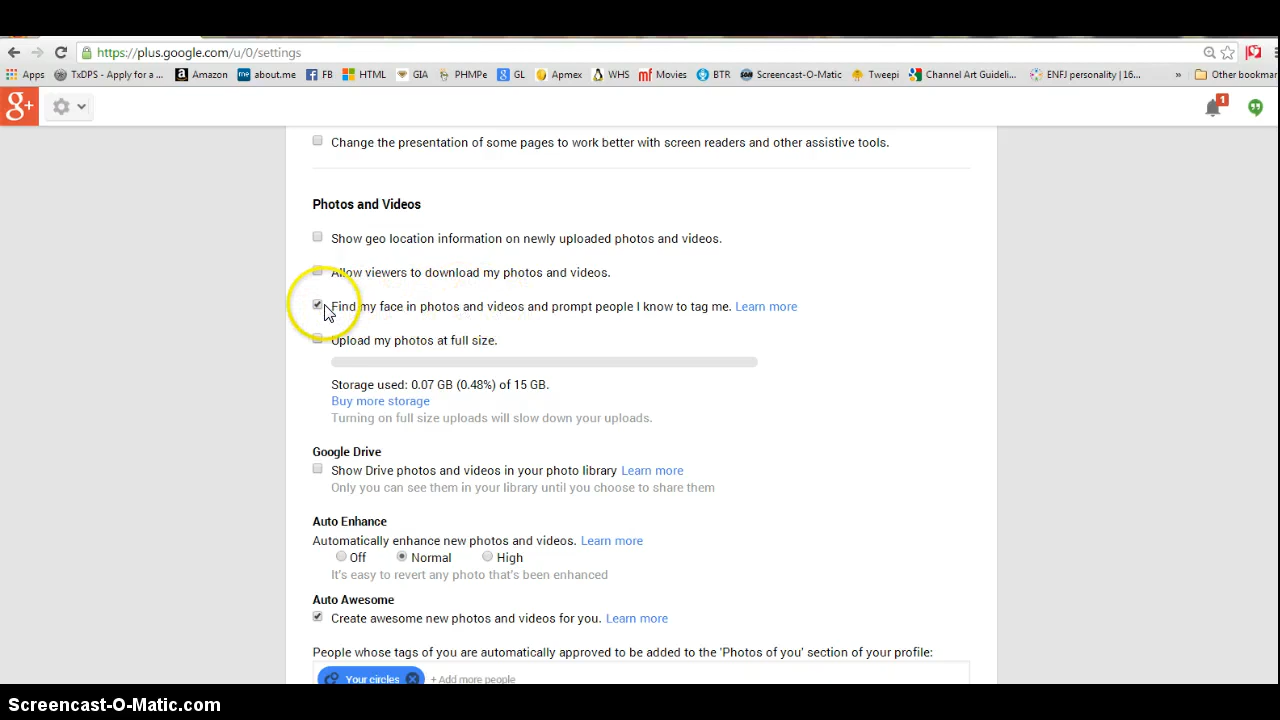 https://plus.google.com/u/0/settings
Apps TxDPS - Apply for a ... Amazon me about.me FB HTML GIA PHMPe GL Apmex WHS mf Movies BTR Screencast-O-Matic Tweepi Channel Art Guideli... ENFJ personality | 16... » Other bookmar
g+ 1
Change the presentation of some pages to work better with screen readers and other assistive tools.
Photos and Videos
Show geo location information on newly uploaded photos and videos.
Allow viewers to download my photos and videos.
Find my face in photos and videos and prompt people I know to tag me. Learn more
Upload my photos at full size.
Storage used: 0.07 GB (0.48%) of 15 GB.
Buy more storage
Turning on full size uploads will slow down your uploads.
Google Drive
Show Drive photos and videos in your photo library Learn more
Only you can see them in your library until you choose to share them
Auto Enhance
Automatically enhance new photos and videos. Learn more
Off Normal High
It's easy to revert any photo that's been enhanced
Auto Awesome
Create awesome new photos and videos for you. Learn more
People whose tags of you are automatically approved to be added to the 'Photos of you' section of your profile:
Your circles + Add more people
Screencast-O-Matic.com